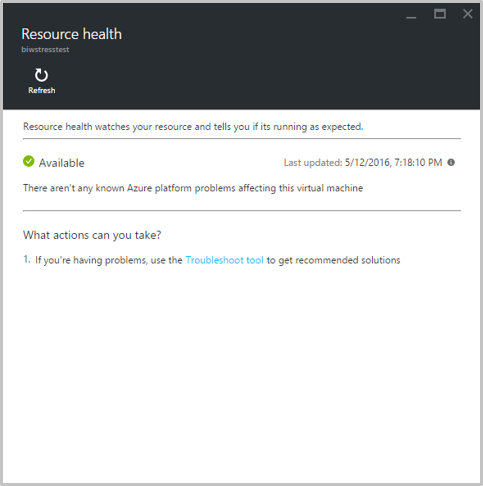 Resource health
biwstresstest
Refresh
Resource health watches your resource and tells you if its running as expected.
Available
Last updated: 5/12/2016, 7:18:10 PM
There aren't any known Azure platform problems affecting this virtual machine
What actions can you take?
1. If you're having problems, use the Troubleshoot tool to get recommended solutions